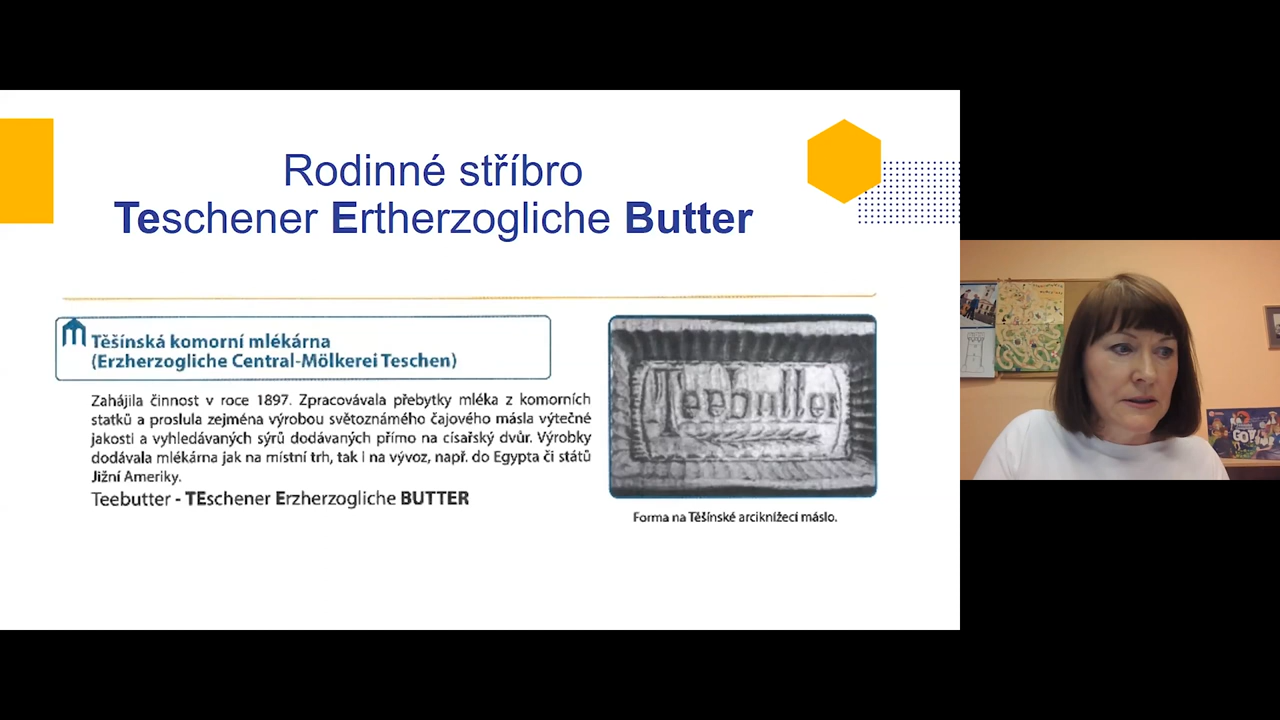 Rodinné stříbro
Teschener Ertherzogliche Butter
Těšínská komorní mlékárna
(Erzherzogliche Central-Mölkerei Teschen)
Zahájila činnost v roce 1897. Zpracovávala přebytky mléka z komorních
statků a proslula zejména výrobou světoznámého čajového másla výtečné
jakosti a vyhledávaných sýrů dodávaných přímo na císařský dvůr. Výrobky
dodávala mlékárna jak na místní trh, tak i na vývoz, např. do Egypta či států
Jižní Ameriky.
Teebutter - TEschener Erzherzogliche BUTTER
Teebutter
Forma na Těšínské arciknížecí máslo.
GO!